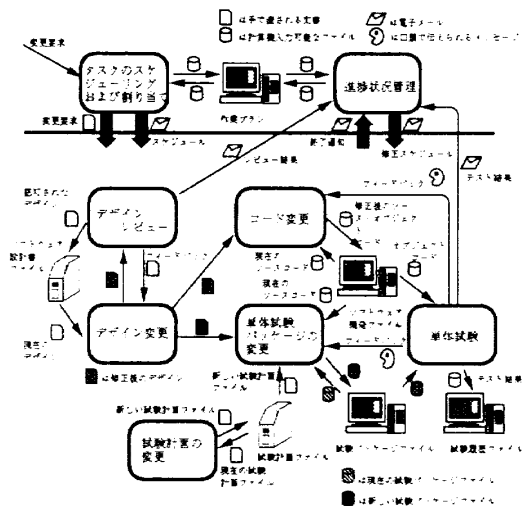 は手で渡される文書
は電子メール
は計算機入力可能なファイル
は口頭で伝えられるメッセージ
変更要求
タスクのスケ
ジューリング
および割り当て
作業プラン
進捗状況管理
変更要求
スケジュール
レビュー結果
終了通知
修正スケジュール
テスト結果
フィードバック
認可された
デザイン
デザイン
レビュー
コード変更
修正後のソー
現在の
ソースコード
現在の
ソースコード
オブジェクト
コード
ソフトウェア
設計書
ファイル
フィードバック
現在の
デザイン
デザイン変更
単体試験
パッケージの
変更
ソフトウェア
開発ファイル
フィードバック
単体試験
は修正後のデザイン
新しい試験計画
ファイル
新しい試験計画ファイル
試験計画の
変更
現在の試験
計画ファイル
試験計画ファイル
試験パッケージファイル
テスト結果
試験履歴ファイル
は現在の試験パッケージファイル
は新しい試験パッケージファイル